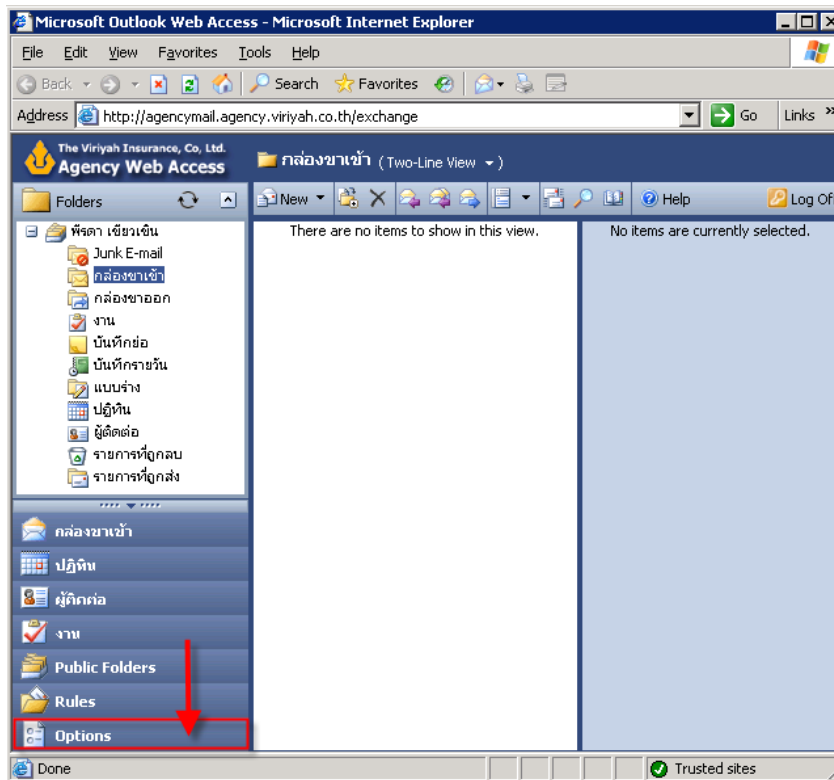 Microsoft Outlook Web Access - Microsoft Internet Explorer
File Edit View Favorites Tools Help
Back Search Favorites
Address http://agencymail.agency.viriyah.co.th/exchange Go Links »
The Viriyah Insurance, Co, Ltd.
Agency Web Access
กล่องขาเข้า (Two-Line View )
Folders
New Help Log Of
พีรดา เขียวเซ็น
Junk E-mail
กล่องขาเข้า
กล่องขาออก
งาน
บันทึกย่อ
บันทึกรายวัน
แบบร่าง
ปฏิทิน
ผู้ติดต่อ
รายการที่ถูกลบ
รายการที่ถูกส่ง
There are no items to show in this view.
No items are currently selected.
กล่องขาเข้า
ปฏิทิน
ผู้ติดต่อ
งาน
Public Folders
Rules
Options
Done Trusted sites